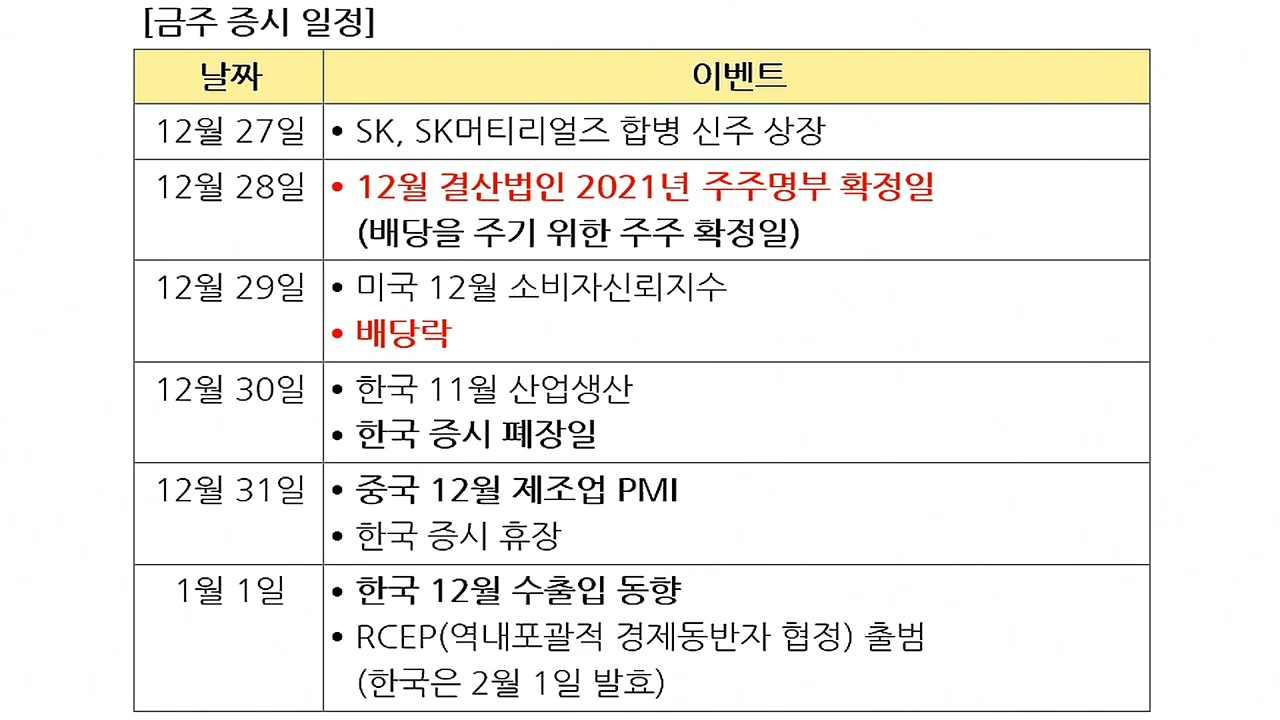 [금주 증시 일정]
날짜 이벤트
12월 27일 • SK, SK머티리얼즈 합병 신주 상장
12월 28일 • 12월 결산법인 2021년 주주명부 확정일
(배당을 주기 위한 주주 확정일)
12월 29일 • 미국 12월 소비자신뢰지수
• 배당락
12월 30일 • 한국 11월 산업생산
• 한국 증시 폐장일
12월 31일 • 중국 12월 제조업 PMI
• 한국 증시 휴장
1월 1일 • 한국 12월 수출입 동향
• RCEP(역내포괄적 경제동반자 협정) 출범
(한국은 2월 1일 발효)